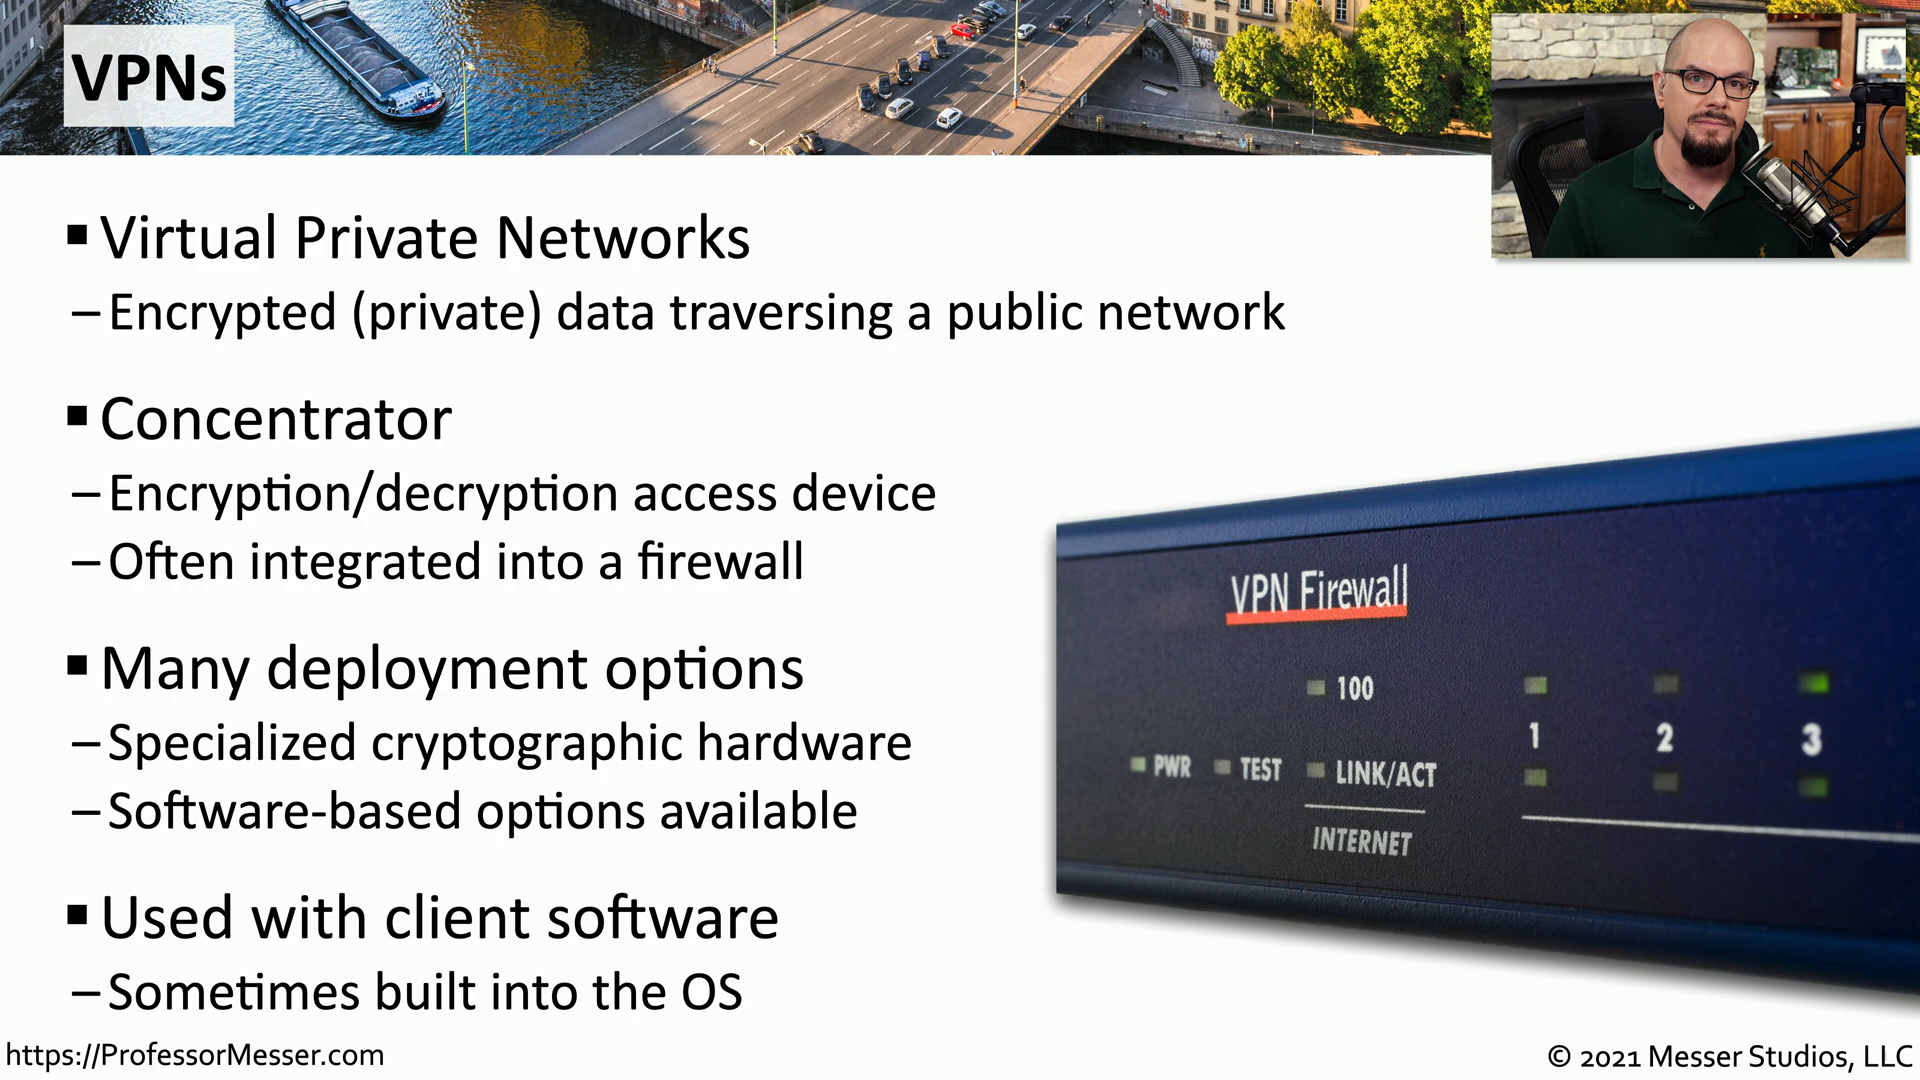 VPNs
▪ Virtual Private Networks
– Encrypted (private) data traversing a public network
▪ Concentrator
– Encryption/decryption access device
– Often integrated into a firewall
▪ Many deployment options
– Specialized cryptographic hardware
– Software-based options available
▪ Used with client software
– Sometimes built into the OS
VPN Firewall
100
1 2 3
PWR TEST LINK/ACT
INTERNET
https://ProfessorMesser.com
© 2021 Messer Studios, LLC